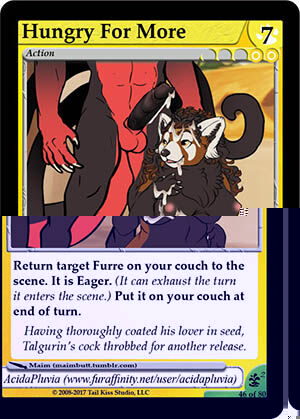 Hungry For More
7
Action
Return target Furre on your couch to the
scene. It is Eager. (It can exhaust the turn
it enters the scene.) Put it on your couch at
end of turn.
Having thoroughly coated his lover in seed,
Talgurin's cock throbbed for another release.
Maim (maimbutt.tumblr.com)
AcidaPluvia (www.furaffinity.net/user/acidapluvia)
46 of 80
© 2008-2017 Tail Kiss Studio, LLC